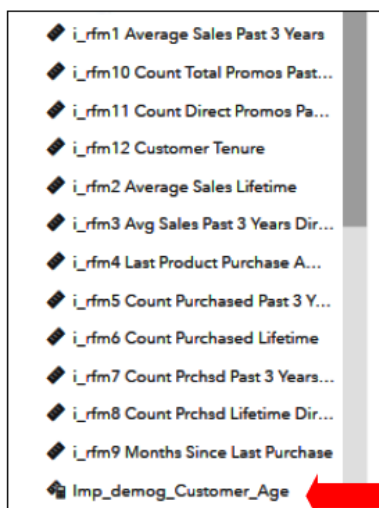 i_rfm1 Average Sales Past 3 Years
i_rfm10 Count Total Promos Past...
i_rfm11 Count Direct Promos Pa...
i_rfm12 Customer Tenure
i_rfm2 Average Sales Lifetime
i_rfm3 Avg Sales Past 3 Years Dir...
i_rfm4 Last Product Purchase A...
i_rfm5 Count Purchased Past 3 Y...
i_rfm6 Count Purchased Lifetime
i_rfm7 Count Prchsd Past 3 Years...
i_rfm8 Count Prchsd Lifetime Dir...
i_rfm9 Months Since Last Purchase
Imp_demog_Customer_Age